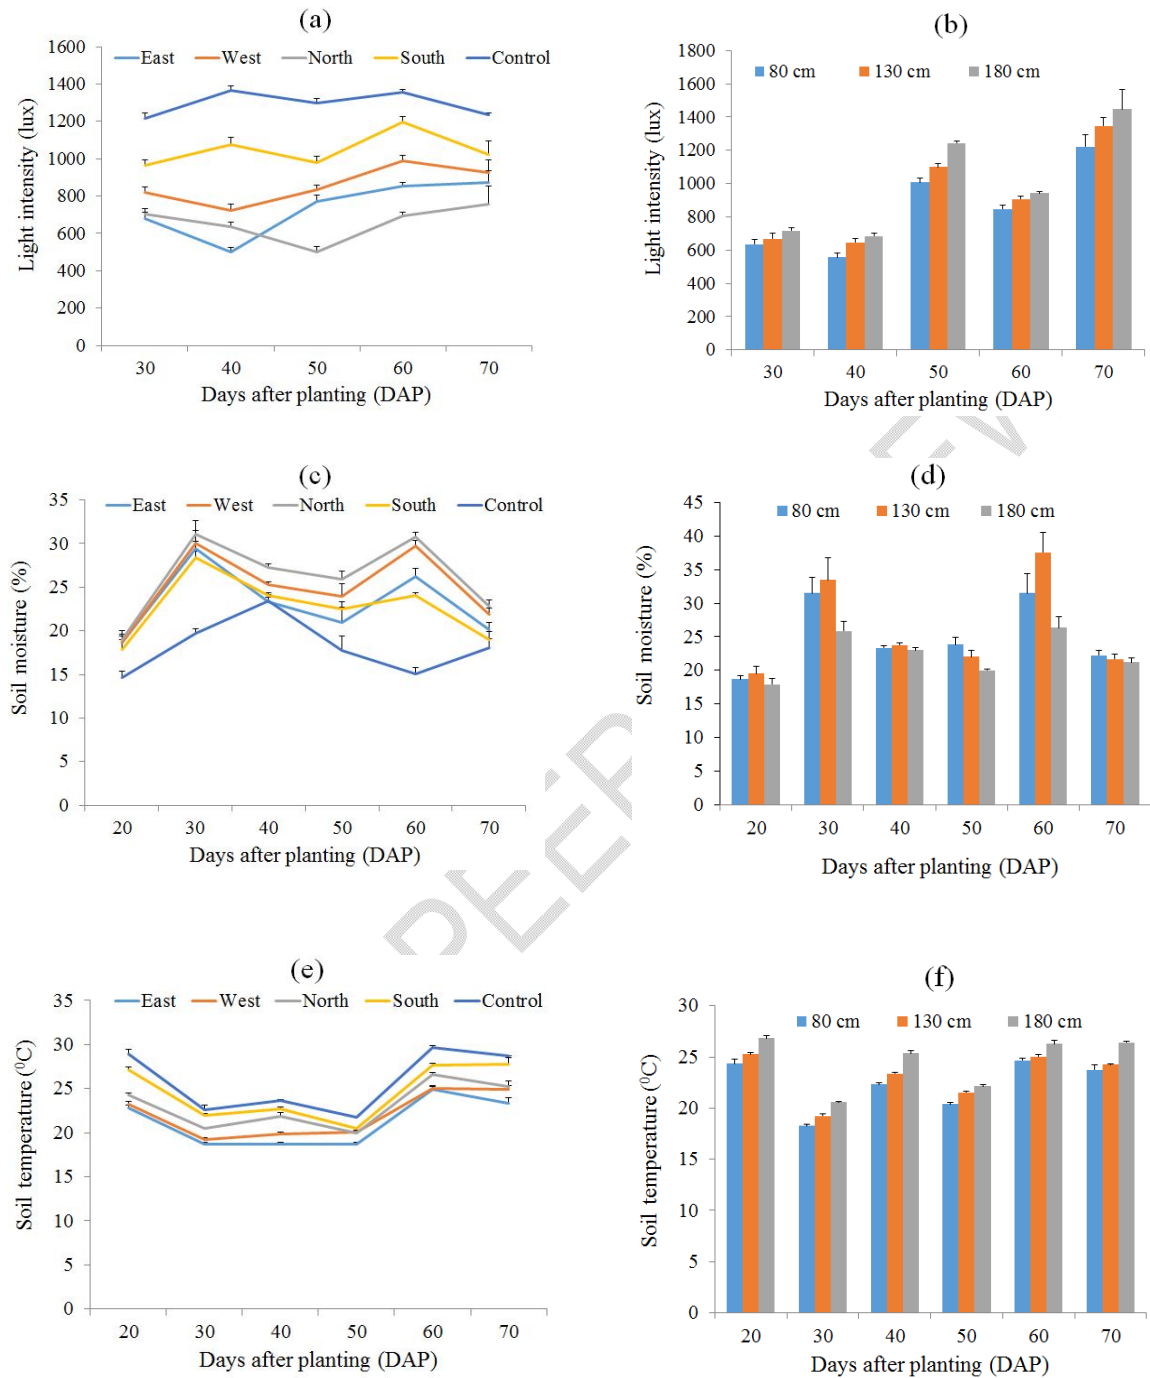 (a)
East West North South Control
1600
1400
1200
1000
800
600
400
200
0
Light intensity (lux)
30 40 50 60 70
Days after planting (DAP)
(b)
80 cm 130 cm 180 cm
1800
1600
1400
1200
1000
800
600
400
200
0
Light intensity (lux)
30 40 50 60 70
Days after planting (DAP)
(c)
East West North South Control
35
30
25
20
15
10
5
0
Soil moisture (%)
20 30 40 50 60 70
Days after planting (DAP)
(d)
80 cm 130 cm 180 cm
45
40
35
30
25
20
15
10
5
0
Soil moisture (%)
20 30 40 50 60 70
Days after planting (DAP)
(e)
East West North South Control
35
30
25
20
15
10
5
0
Soil temperature (⁰C)
20 30 40 50 60 70
Days after planting (DAP)
(f)
80 cm 130 cm 180 cm
30
25
20
15
10
5
0
Soil temperature (⁰C)
20 30 40 50 60 70
Days after planting (DAP)